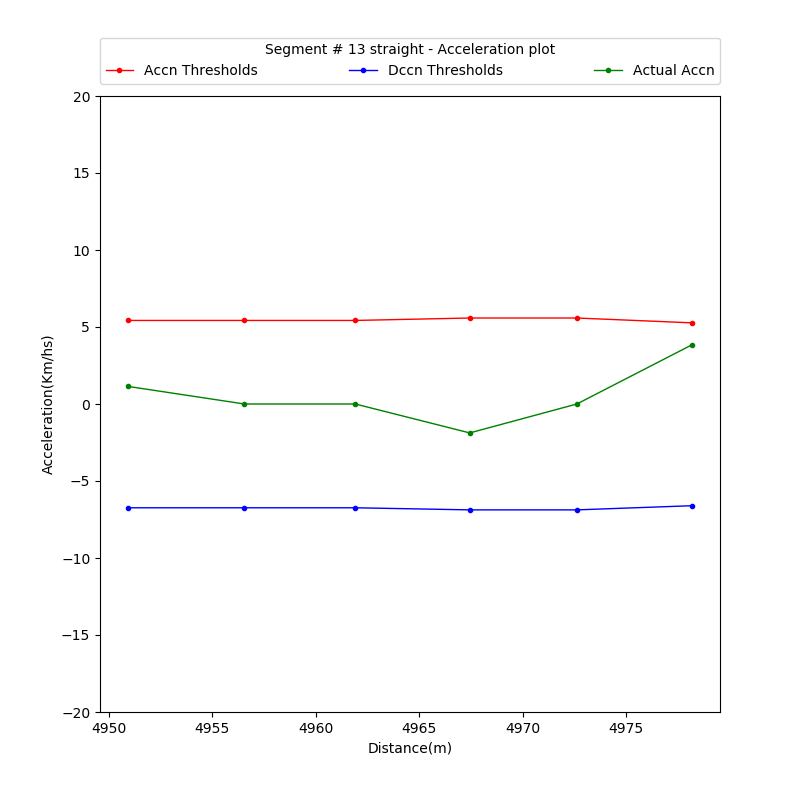 Segment # 13 straight - Acceleration plot
Accn Thresholds Dccn Thresholds Actual Accn
20
15
10
5
0
−5
−10
−15
−20
Acceleration(Km/hs)
4950 4955 4960 4965 4970 4975
Distance(m)